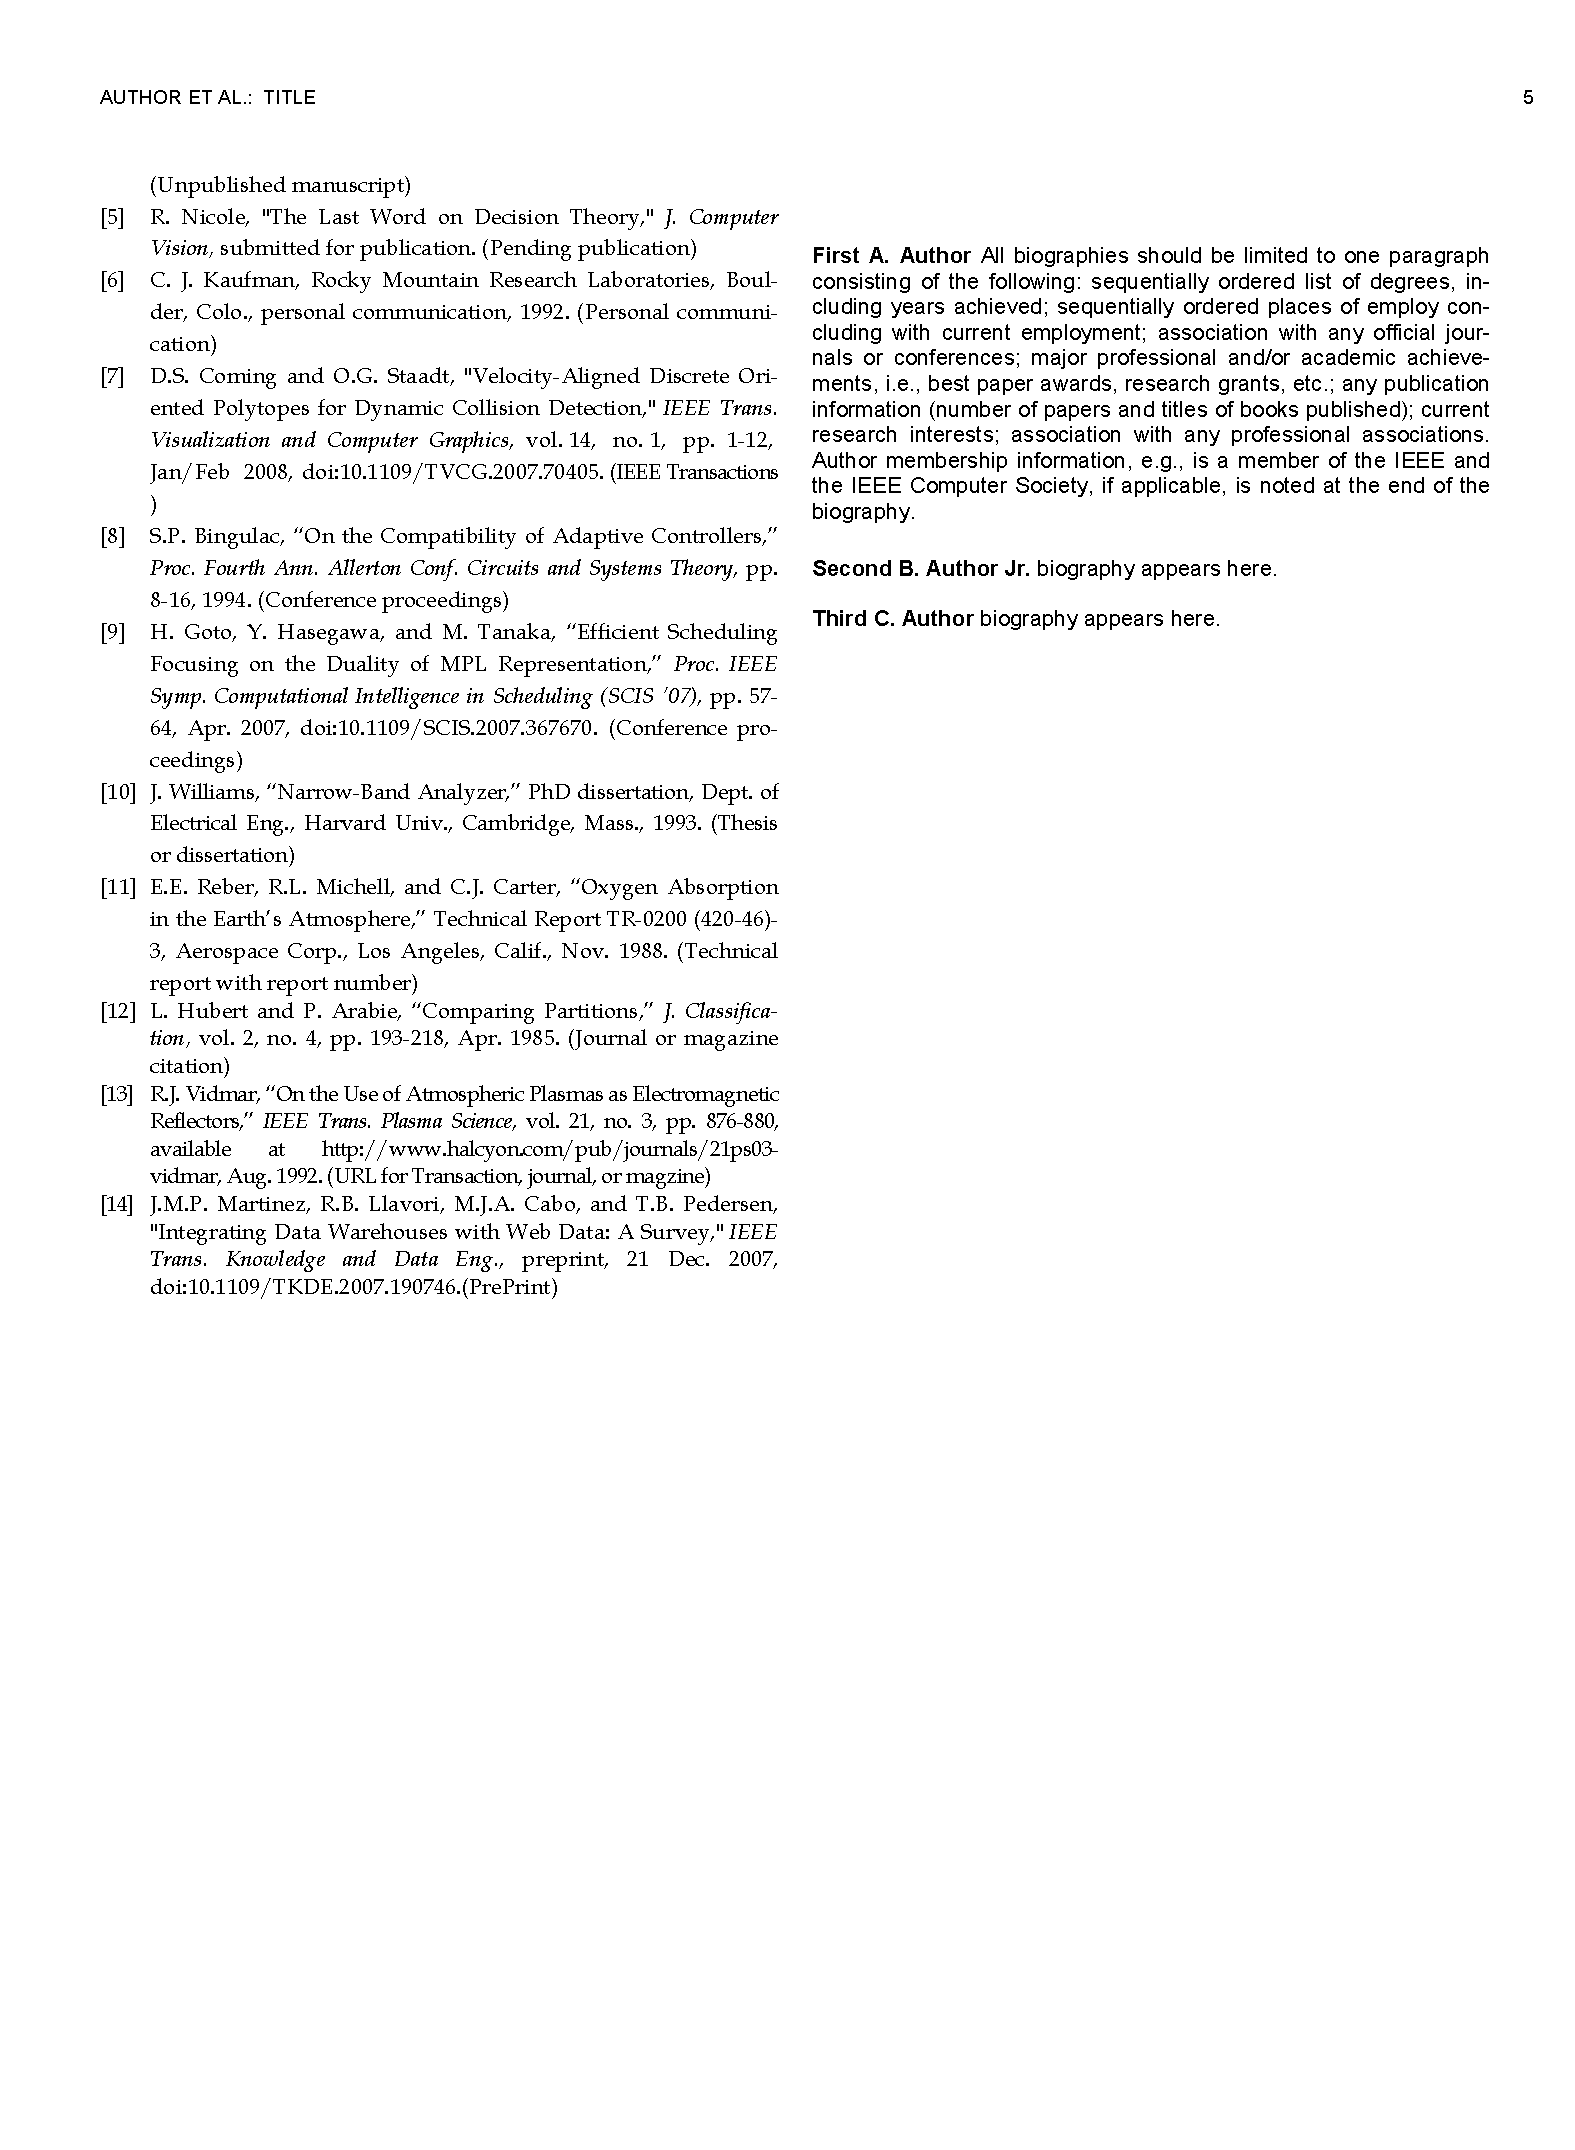 AUTHOR ET AL.: TITLE 5
(Unpublished manuscript)
[5] R. Nicole, "The Last Word on Decision Theory," J. Computer
Vision, submitted for publication. (Pending publication)
[6] C. J. Kaufman, Rocky Mountain Research Laboratories, Boul-
der, Colo., personal communication, 1992. (Personal communi-
cation)
[7] D.S. Coming and O.G. Staadt, "Velocity-Aligned Discrete Ori-
ented Polytopes for Dynamic Collision Detection," IEEE Trans.
Visualization and Computer Graphics, vol. 14, no. 1, pp. 1-12,
Jan/Feb 2008, doi:10.1109/TVCG.2007.70405. (IEEE Transactions
)
[8] S.P. Bingulac, “On the Compatibility of Adaptive Controllers,”
Proc. Fourth Ann. Allerton Conf. Circuits and Systems Theory, pp.
8-16, 1994. (Conference proceedings)
[9] H. Goto, Y. Hasegawa, and M. Tanaka, “Efficient Scheduling
Focusing on the Duality of MPL Representation,” Proc. IEEE
Symp. Computational Intelligence in Scheduling (SCIS ’07), pp. 57-
64, Apr. 2007, doi:10.1109/SCIS.2007.367670. (Conference pro-
ceedings)
[10] J. Williams, “Narrow-Band Analyzer,” PhD dissertation, Dept. of
Electrical Eng., Harvard Univ., Cambridge, Mass., 1993. (Thesis
or dissertation)
[11] E.E. Reber, R.L. Michell, and C.J. Carter, “Oxygen Absorption
in the Earth’s Atmosphere,” Technical Report TR-0200 (420-46)-
3, Aerospace Corp., Los Angeles, Calif., Nov. 1988. (Technical
report with report number)
[12] L. Hubert and P. Arabie, “Comparing Partitions,” J. Classifica-
tion, vol. 2, no. 4, pp. 193-218, Apr. 1985. (Journal or magazine
citation)
[13] R.J. Vidmar, “On the Use of Atmospheric Plasmas as Electromagnetic
Reflectors,” IEEE Trans. Plasma Science, vol. 21, no. 3, pp. 876-880,
available at http://www.halcyon.com/pub/journals/21ps03-
vidmar, Aug. 1992. (URL for Transaction, journal, or magzine)
[14] J.M.P. Martinez, R.B. Llavori, M.J.A. Cabo, and T.B. Pedersen,
"Integrating Data Warehouses with Web Data: A Survey," IEEE
Trans. Knowledge and Data Eng., preprint, 21 Dec. 2007,
doi:10.1109/TKDE.2007.190746.(PrePrint)
First A. Author All biographies should be limited to one paragraph
consisting of the following: sequentially ordered list of degrees, in-
cluding years achieved; sequentially ordered places of employ con-
cluding with current employment; association with any official jour-
nals or conferences; major professional and/or academic achieve-
ments, i.e., best paper awards, research grants, etc.; any publication
information (number of papers and titles of books published); current
research interests; association with any professional associations.
Author membership information, e.g., is a member of the IEEE and
the IEEE Computer Society, if applicable, is noted at the end of the
biography.
Second B. Author Jr. biography appears here.
Third C. Author biography appears here.